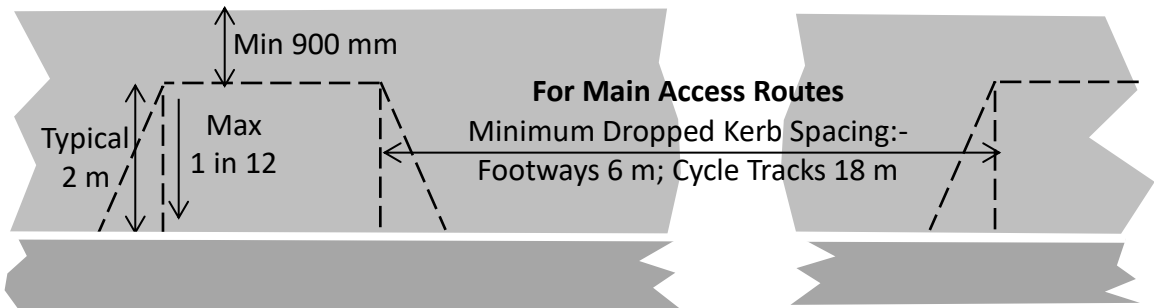 Min 900 mm
Typical
2 m
Max
1 in 12
For Main Access Routes
Minimum Dropped Kerb Spacing:-
Footways 6 m; Cycle Tracks 18 m